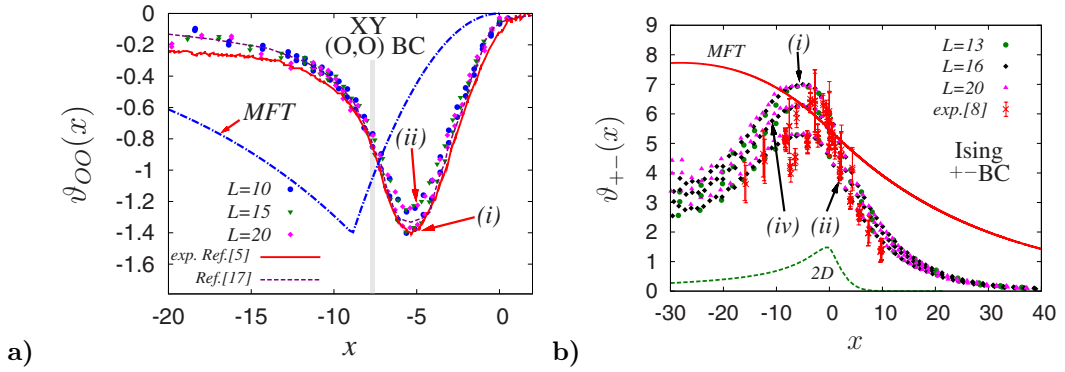 0
-0.2
-0.4
-0.6
-0.8
-1
-1.2
-1.4
-1.6
ϑOO(x)
XY
(O,O) BC
MFT
(ii)
(i)
L=10
L=15
L=20
exp. Ref.[5]
Ref.[17]
-20
-15
-10
-5
0
x
a)
9
8
7
6
5
4
3
2
1
0
ϑ+−(x)
MFT
(i)
L=13
L=16
L=20
exp.[8]
Ising
+−BC
(iv)
(ii)
2D
-30
-20
-10
0
10
20
30
40
x
b)